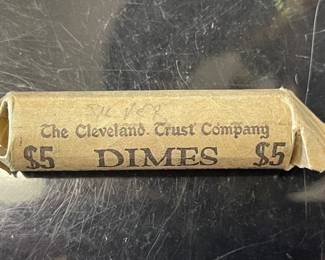 The Cleveland Trust Company
$5 DIMES $5